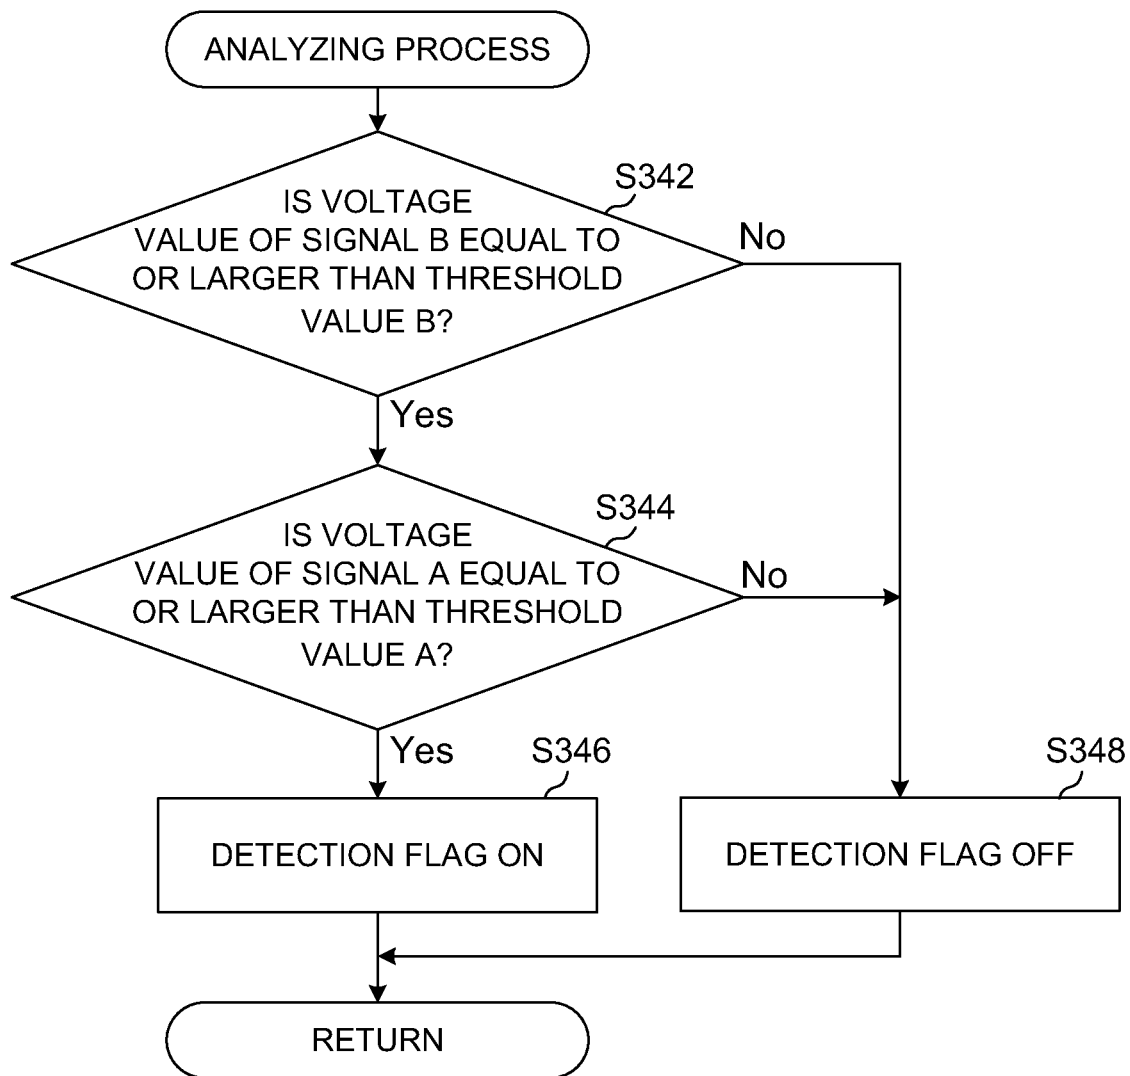 ANALYZING PROCESS
S342
IS VOLTAGE
VALUE OF SIGNAL B EQUAL TO
OR LARGER THAN THRESHOLD
VALUE B?
No
Yes
S344
IS VOLTAGE
VALUE OF SIGNAL A EQUAL TO
OR LARGER THAN THRESHOLD
VALUE A?
No
Yes
S346
DETECTION FLAG ON
S348
DETECTION FLAG OFF
RETURN